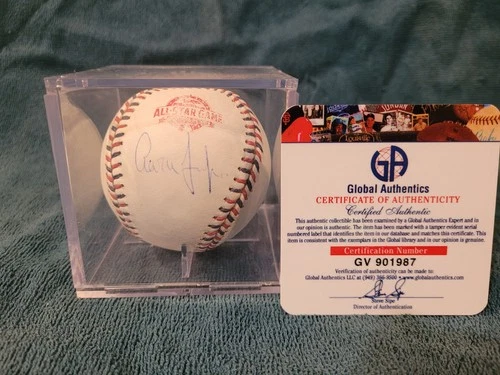 ALL-STAR GAME
GA
Global Authentics
CERTIFICATE OF AUTHENTICITY
Certified Authentic
This authentic collectible has been examined by a Global Authentics Expert and in
our opinion is genuine. The item has been marked with a tamper evident serial
numbered label that identifies the item in our database and matches this certificate. This
item is consistent with the exemplars in the Global library and in our opinion is genuine.
Certification Number
GV 901987
Verification of authenticity can be made to
Global Authentics LLC at www.globalauthentics.com
Steve Sipe
Director of Authentication